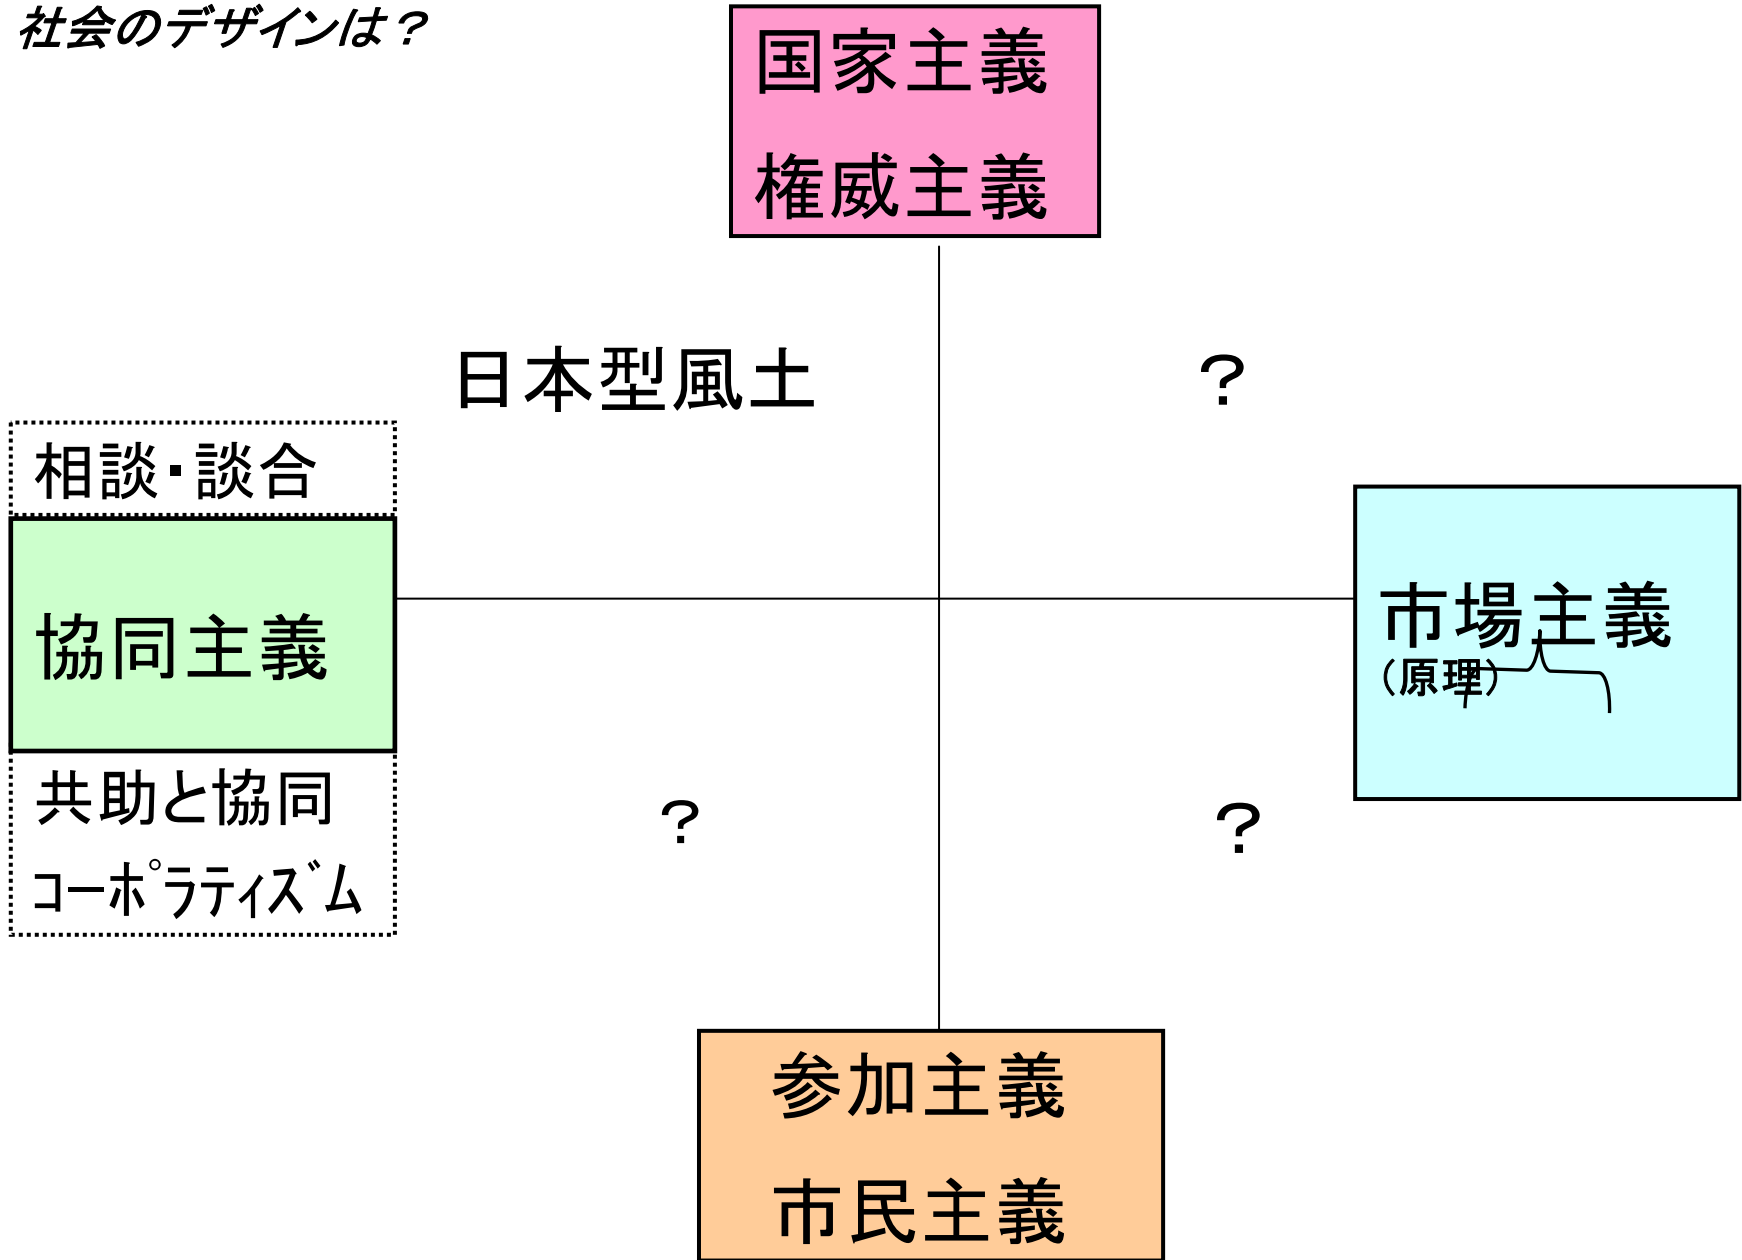 社会のデザインは？
国家主義
権威主義
日本型風土
？
相談・談合
協同主義
市場主義
（原理）
共助と協同
ｺｰﾎﾟﾗﾃｨｽﾞﾑ
？
？
参加主義
市民主義